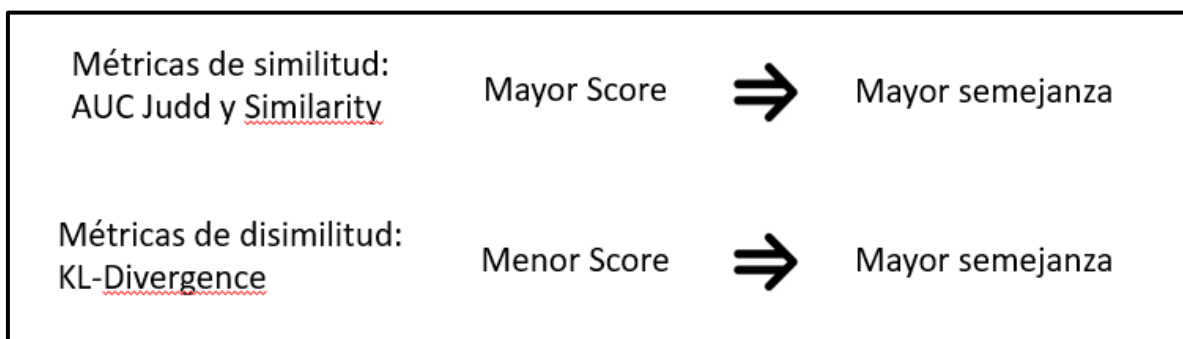 Métricas de similitud:
AUC Judd y Similarity
Mayor Score
Mayor semejanza
Métricas de disimilitud:
KL-Divergence
Menor Score
Mayor semejanza